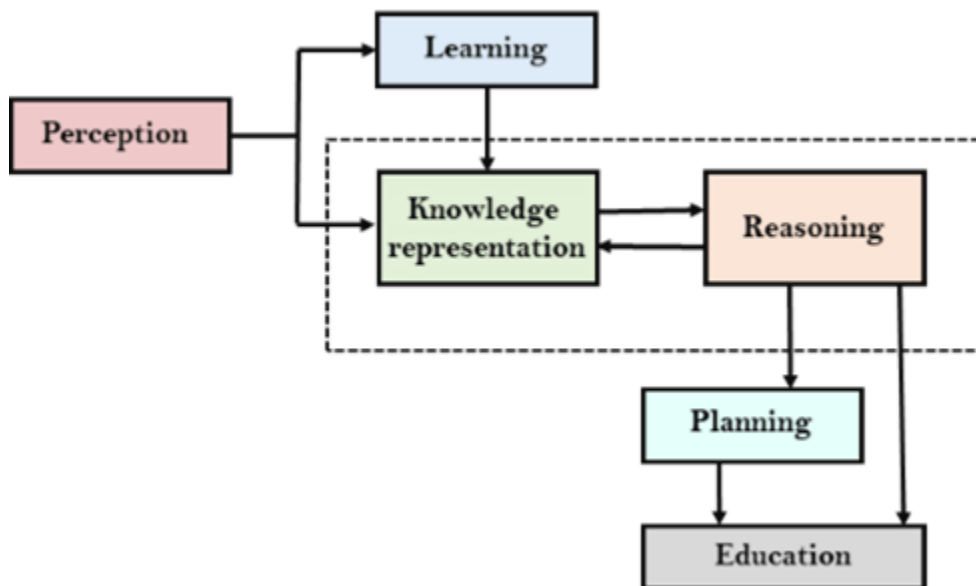 Learning
Perception
Knowledge
representation
Reasoning
Planning
Education